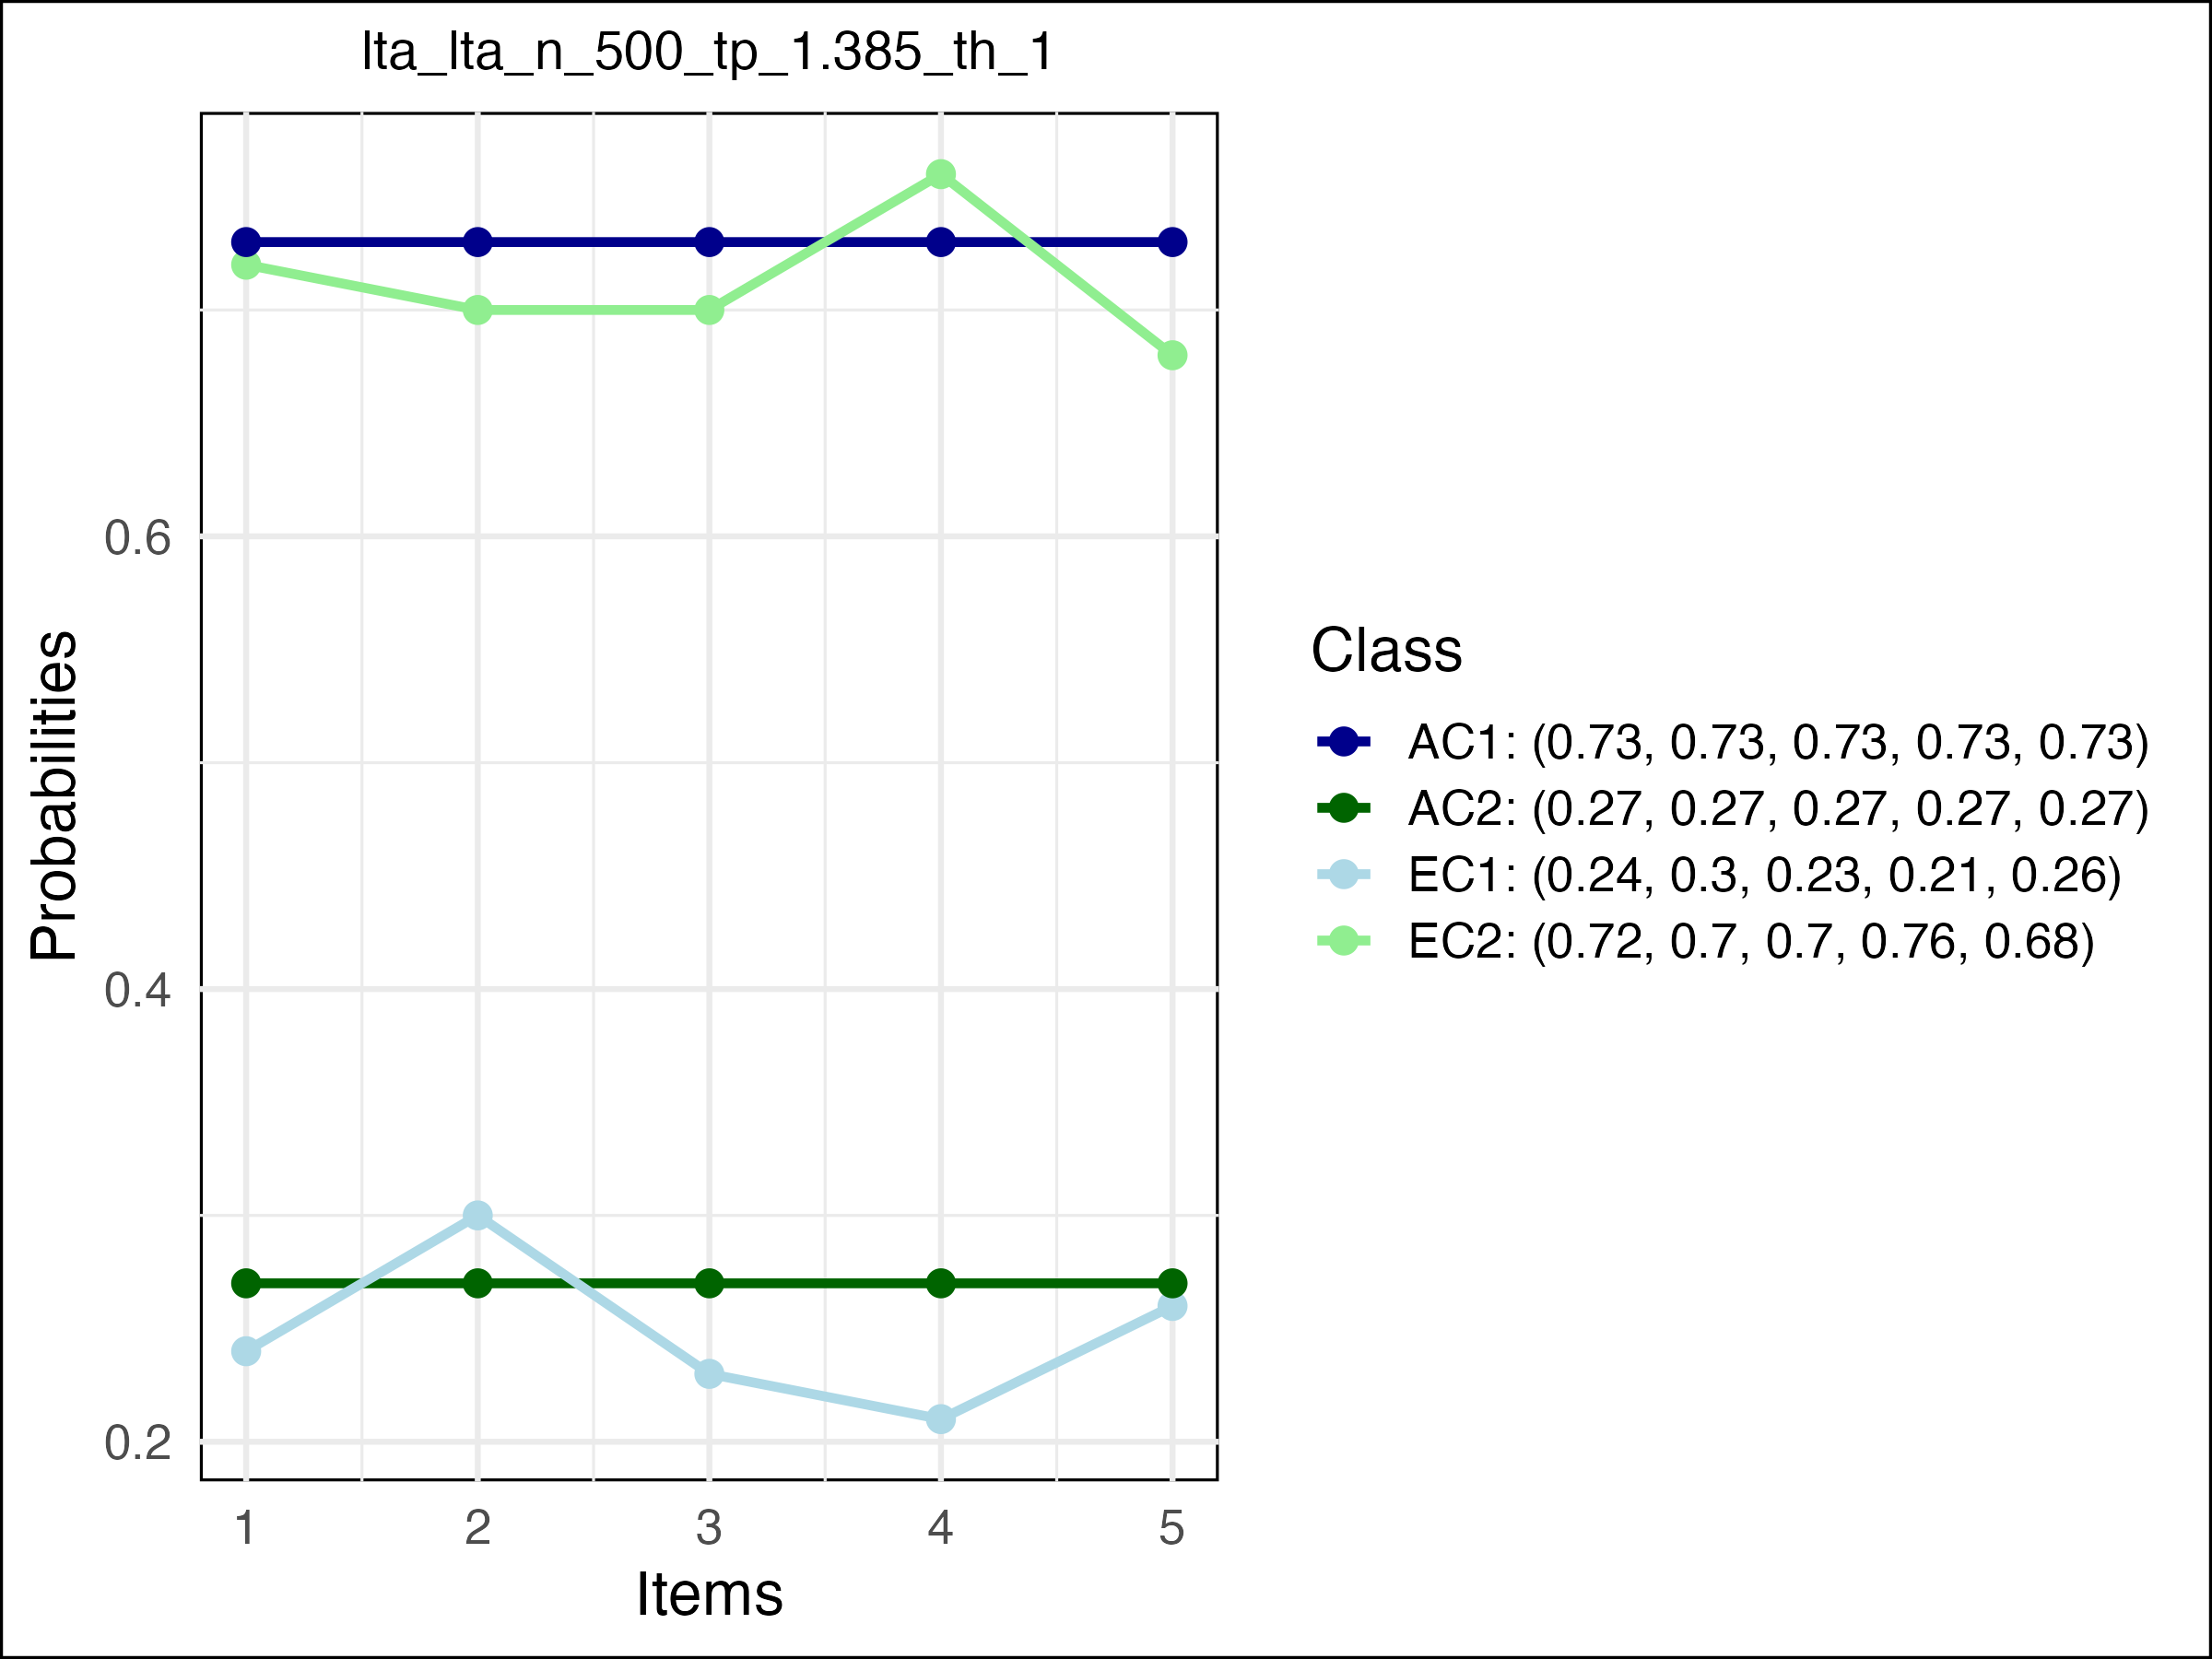 lta_lta_n_500_tp_1.385_th_1
Probabilities
0.6
0.4
0.2
1 2 3 4 5
Items
Class
AC1: (0.73, 0.73, 0.73, 0.73, 0.73)
AC2: (0.27, 0.27, 0.27, 0.27, 0.27)
EC1: (0.24, 0.3, 0.23, 0.21, 0.26)
EC2: (0.72, 0.7, 0.7, 0.76, 0.68)